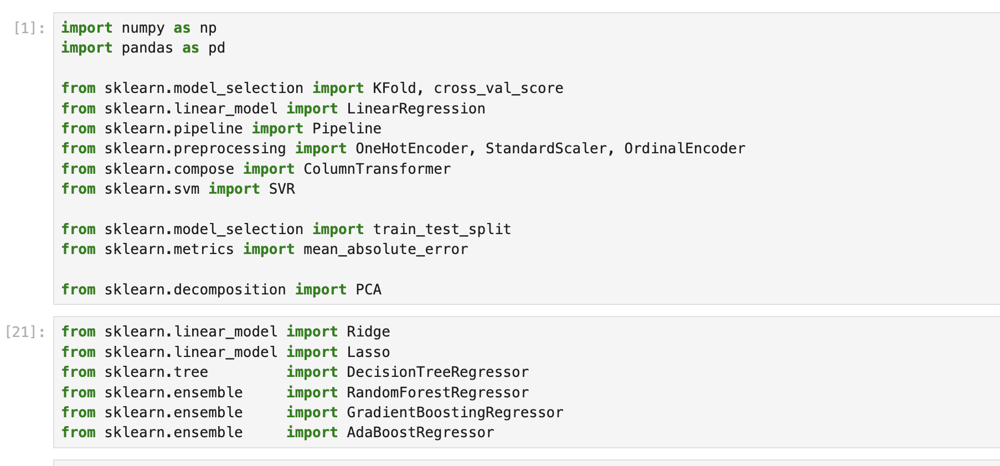 [1]:
import numpy as np
import pandas as pd
from sklearn.model_selection import KFold, cross_val_score
from sklearn.linear_model import LinearRegression
from sklearn.pipeline import Pipeline
from sklearn.preprocessing import OneHotEncoder, StandardScaler, OrdinalEncoder
from sklearn.compose import ColumnTransformer
from sklearn.svm import SVR
from sklearn.model_selection import train_test_split
from sklearn.metrics import mean_absolute_error
from sklearn.decomposition import PCA
[21]:
from sklearn.linear_model import Ridge
from sklearn.linear_model import Lasso
from sklearn.tree         import DecisionTreeRegressor
from sklearn.ensemble     import RandomForestRegressor
from sklearn.ensemble     import GradientBoostingRegressor
from sklearn.ensemble     import AdaBoostRegressor